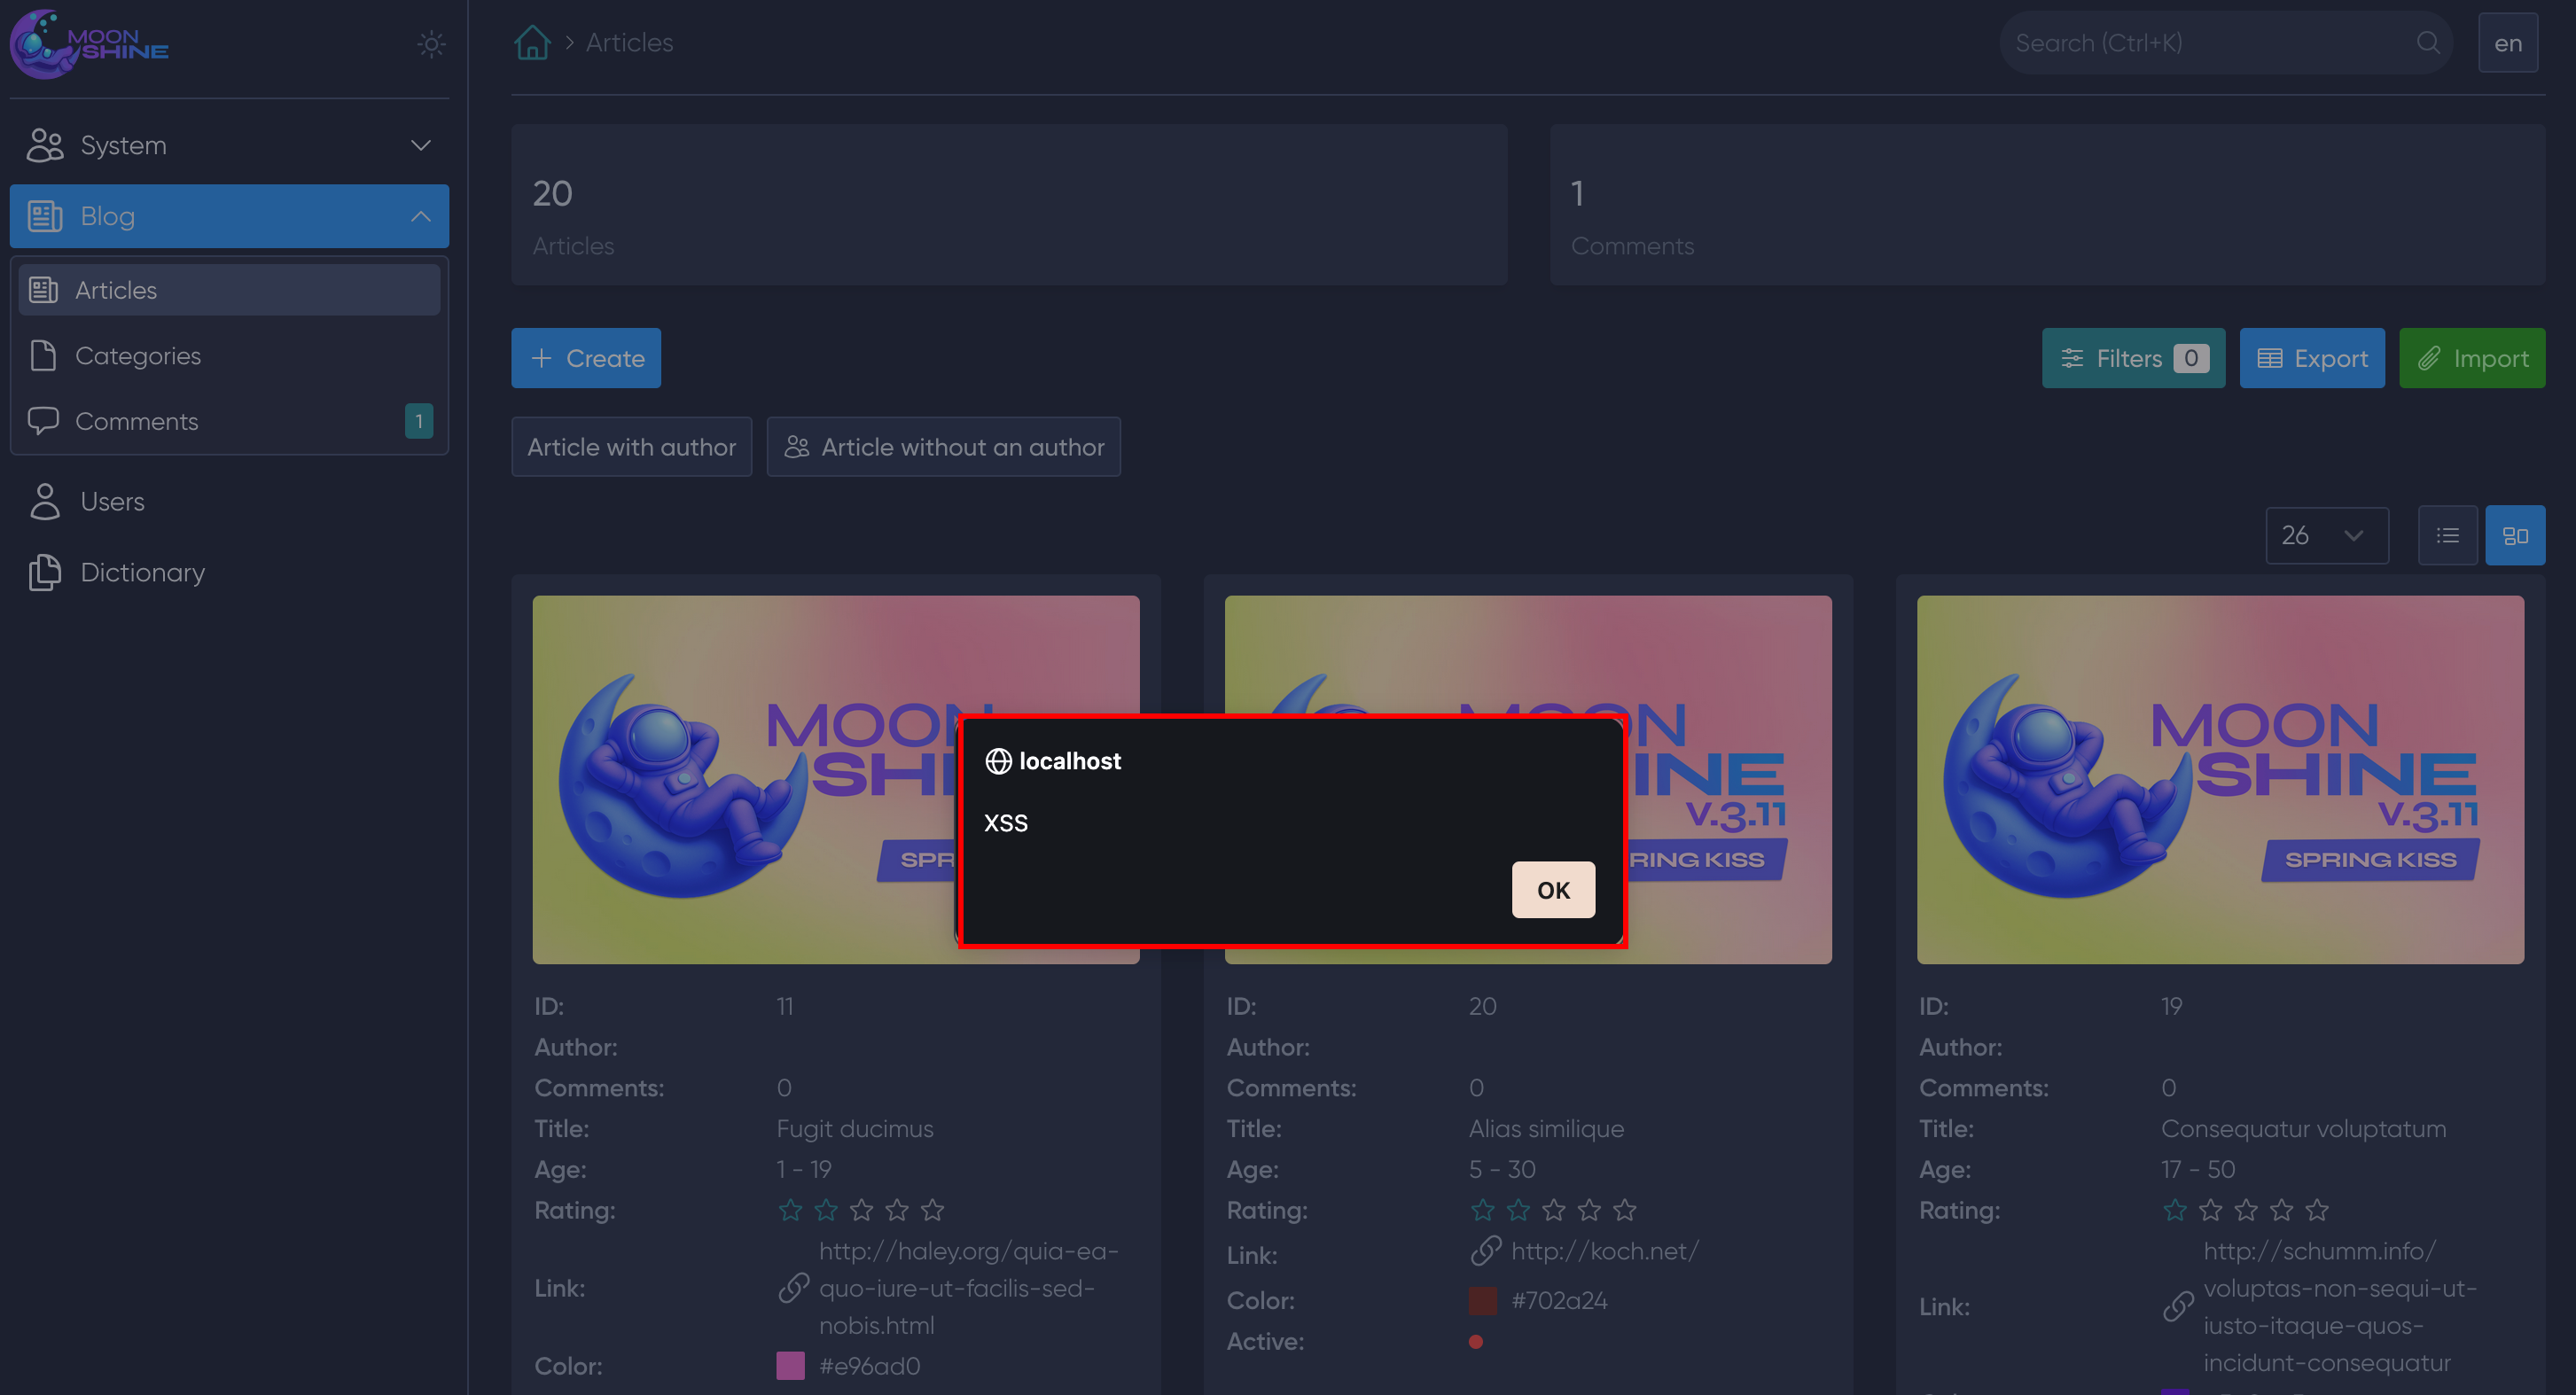 MOON
SHINE
Articles
Search (Ctrl+K)
en
System
Blog
Articles
Categories
Comments
1
Users
Dictionary
20
Articles
1
Comments
Create
Filters 0
Export
Import
Article with author
Article without an author
26
MOON
SHI
SPR
MOON
INE
V.3.11
RING KISS
MOON
SHINE
V.3.11
SPRING KISS
localhost
XSS
OK
ID: 11
Author:
Comments: 0
Title: Fugit ducimus
Age: 1 - 19
Rating:
Link: http://haley.org/quia-ea-
quo-iure-ut-facilis-sed-
nobis.html
Color: #e96ad0
ID: 20
Author:
Comments: 0
Title: Alias similique
Age: 5 - 30
Rating:
Link: http://koch.net/
Color: #702a24
Active:
ID: 19
Author:
Comments: 0
Title: Consequatur voluptatum
Age: 17 - 50
Rating:
Link: http://schumm.info/
voluptas-non-sequi-ut-
iusto-itaque-quos-
incidunt-consequatur